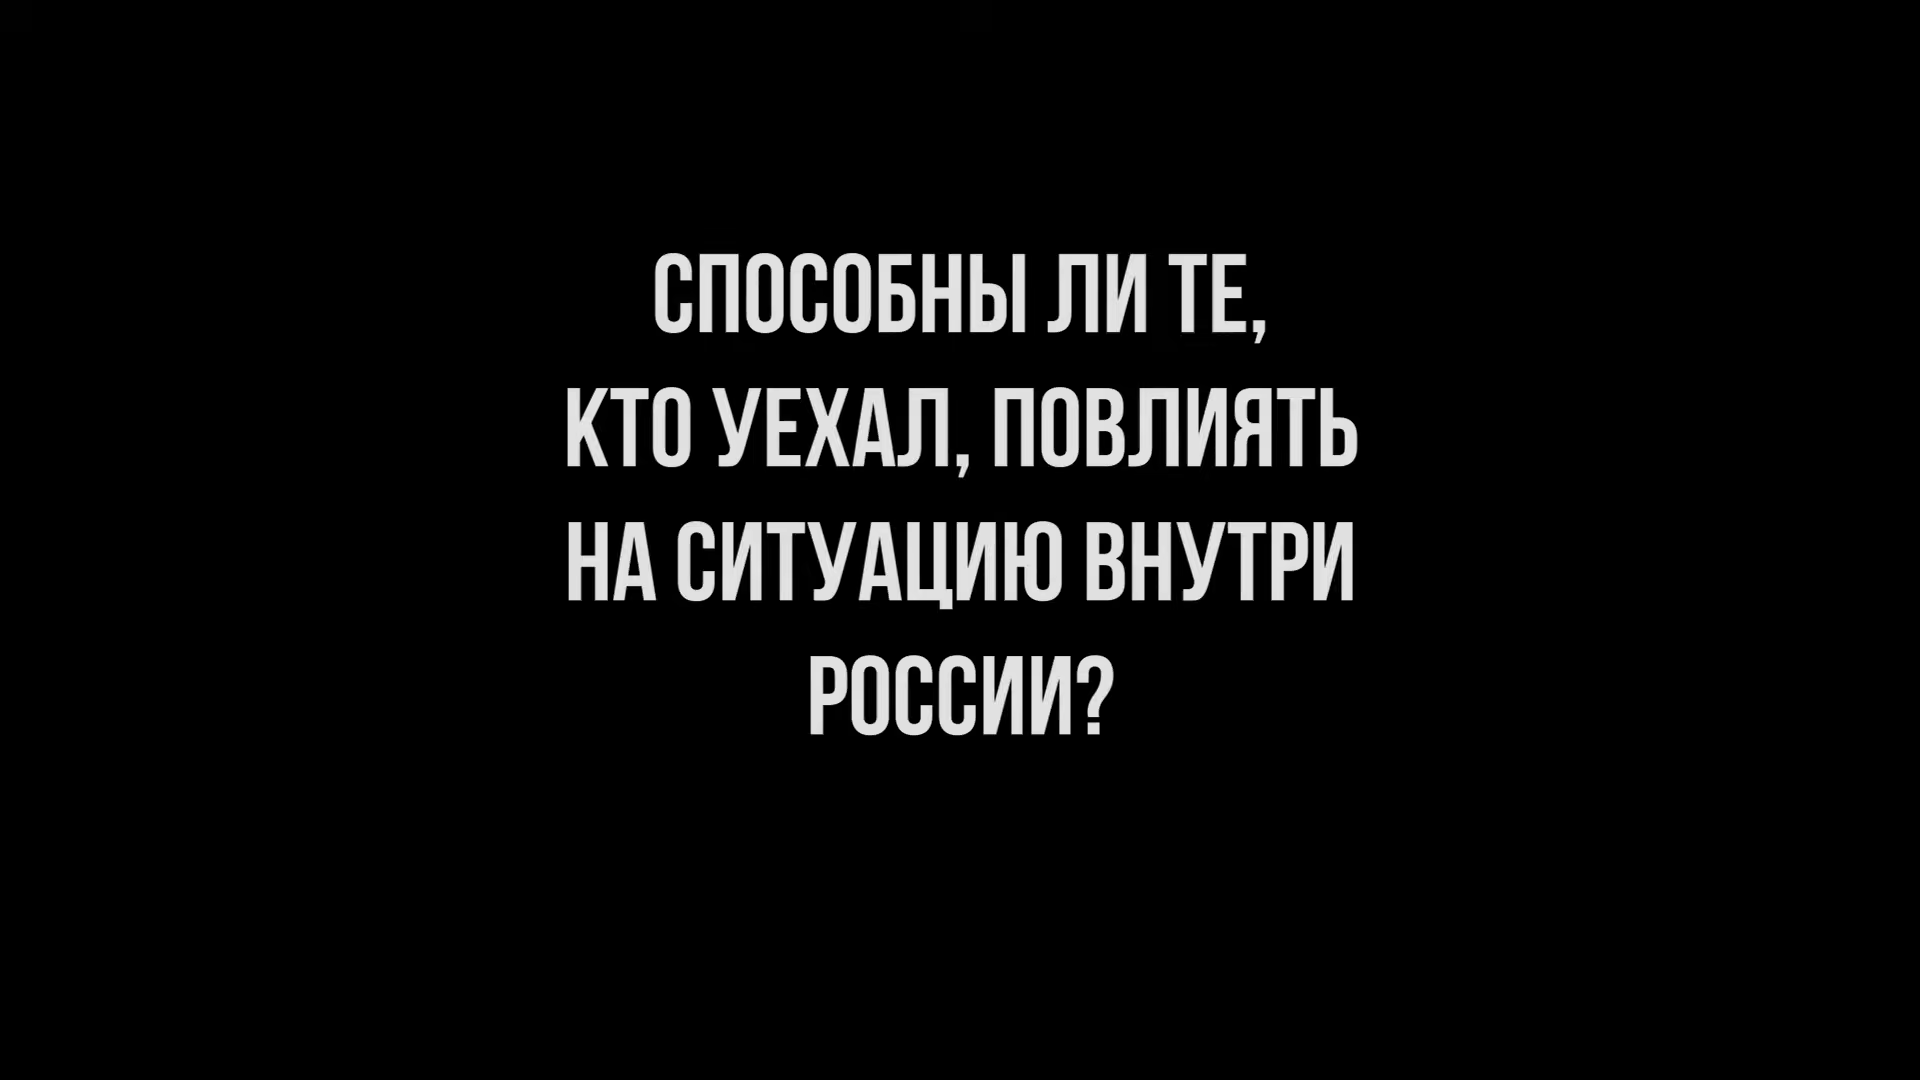 СПОСОБНЫ ЛИ ТЕ,
КТО УЕХАЛ, ПОВЛИЯТЬ
НА СИТУАЦИЮ ВНУТРИ
РОССИИ?